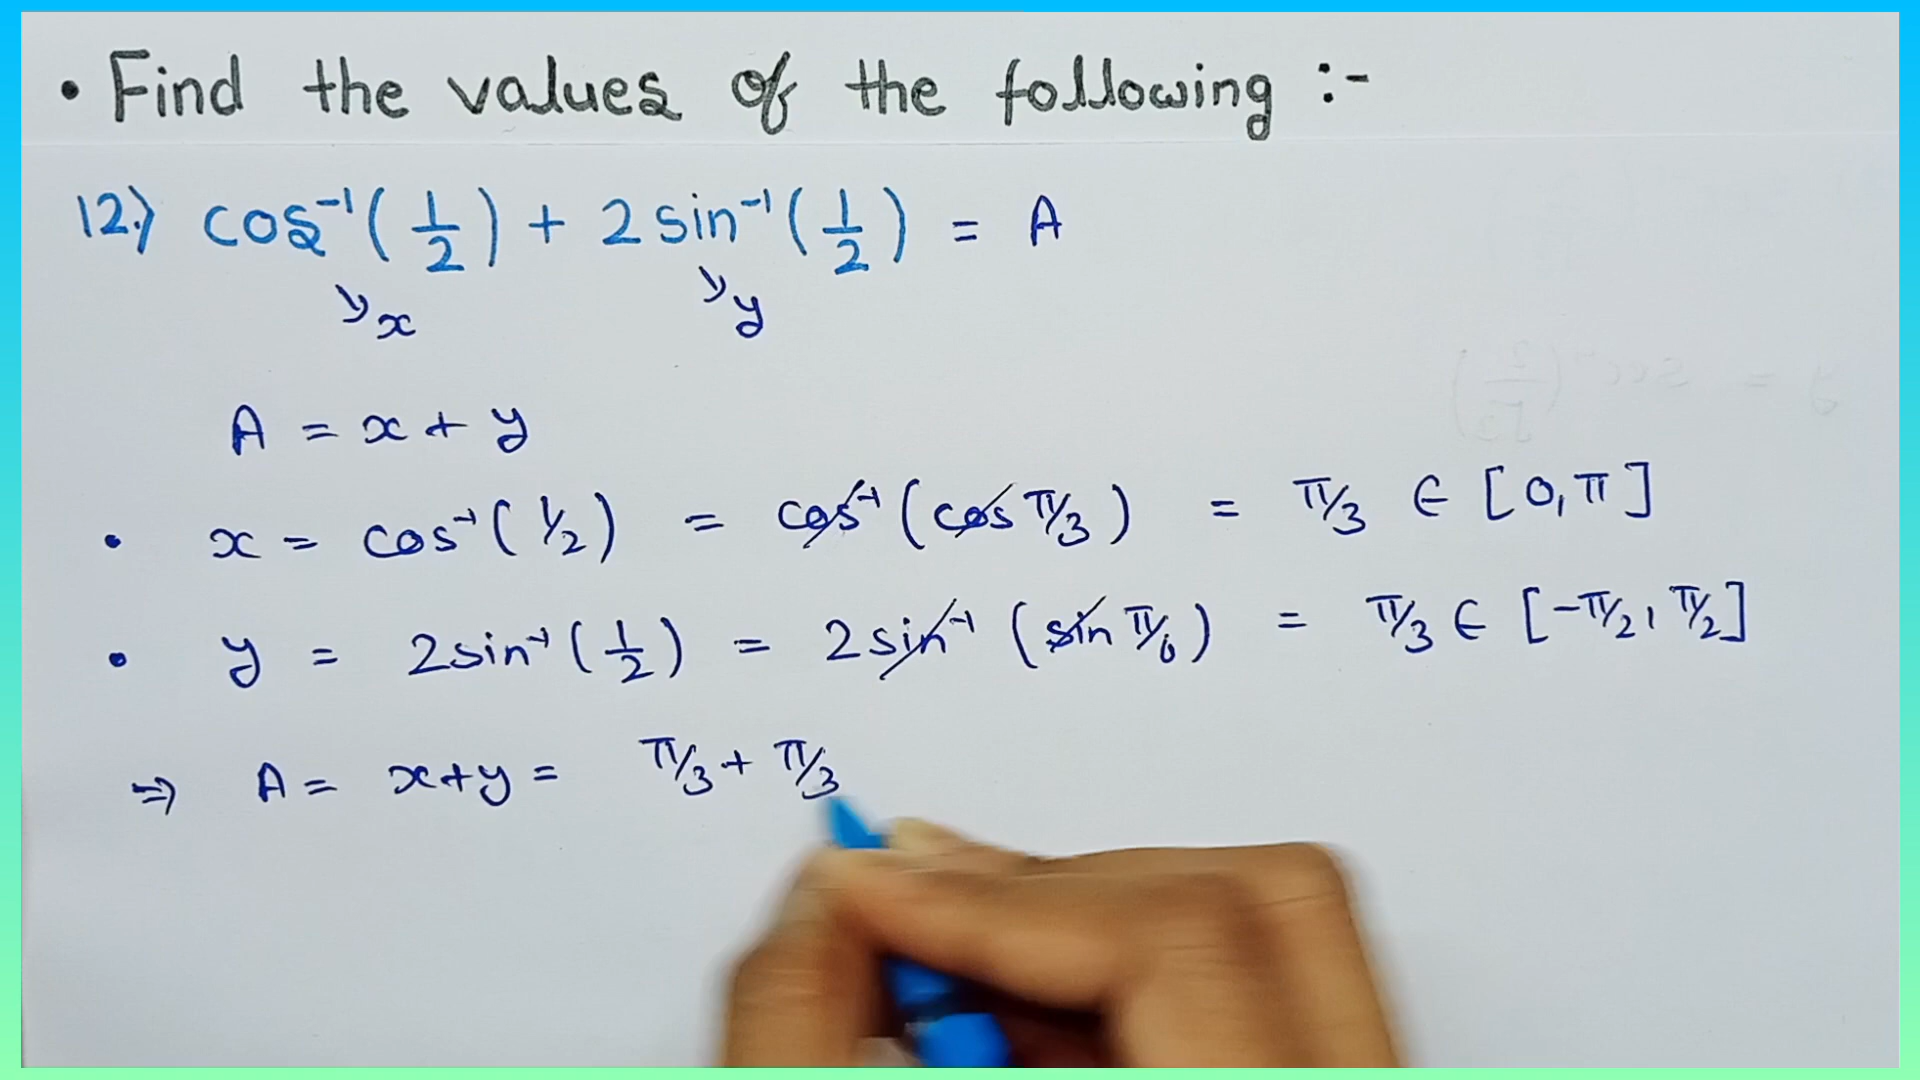 • Find the values of the following :-
12.) cos⁻¹(1/2) + 2 sin⁻¹(1/2) = A
x y
A = x + y
• x = cos⁻¹(1/2) = cos⁻¹(cos π/3) = π/3 ∈ [0, π]
• y = 2sin⁻¹(1/2) = 2sin⁻¹(sin π/6) = π/3 ∈ [-π/2, π/2]
⇒ A = x+y = π/3 + π/3